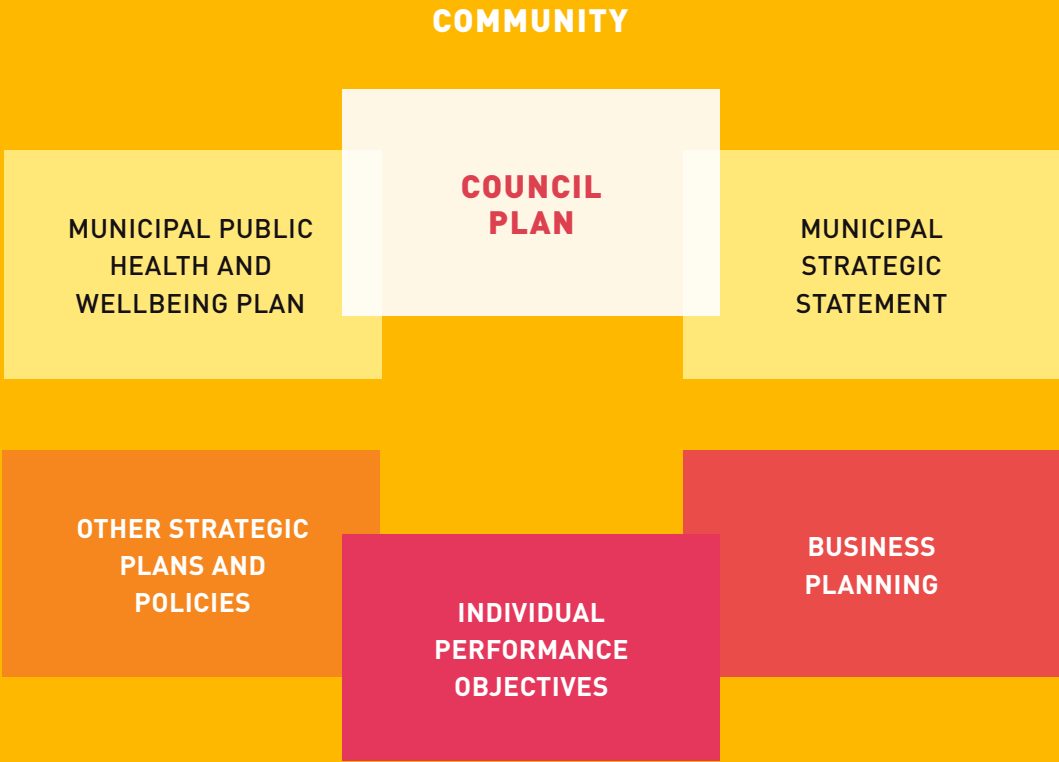 COMMUNITY
COUNCIL
PLAN
MUNICIPAL PUBLIC
HEALTH AND
WELLBEING PLAN
MUNICIPAL
STRATEGIC
STATEMENT
OTHER STRATEGIC
PLANS AND
POLICIES
INDIVIDUAL
PERFORMANCE
OBJECTIVES
BUSINESS
PLANNING